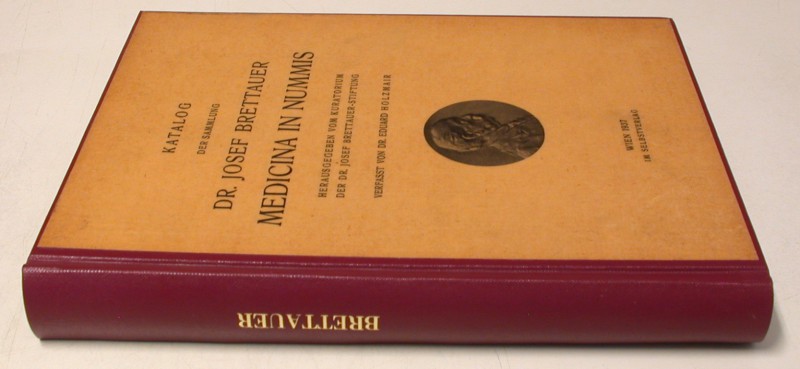 KATALOG
DER SAMMLUNG
DR. JOSEF BRETTAUER
MEDICINA IN NUMMIS
HERAUSGEGEBEN VOM KURATORIUM
DER DR. JOSEF BRETTAUER-STIFTUNG
VERFASST VON DR. EDUARD HOLZMAIR
WIEN 1937
IM SELBSTVERLAG
BRETTAUER